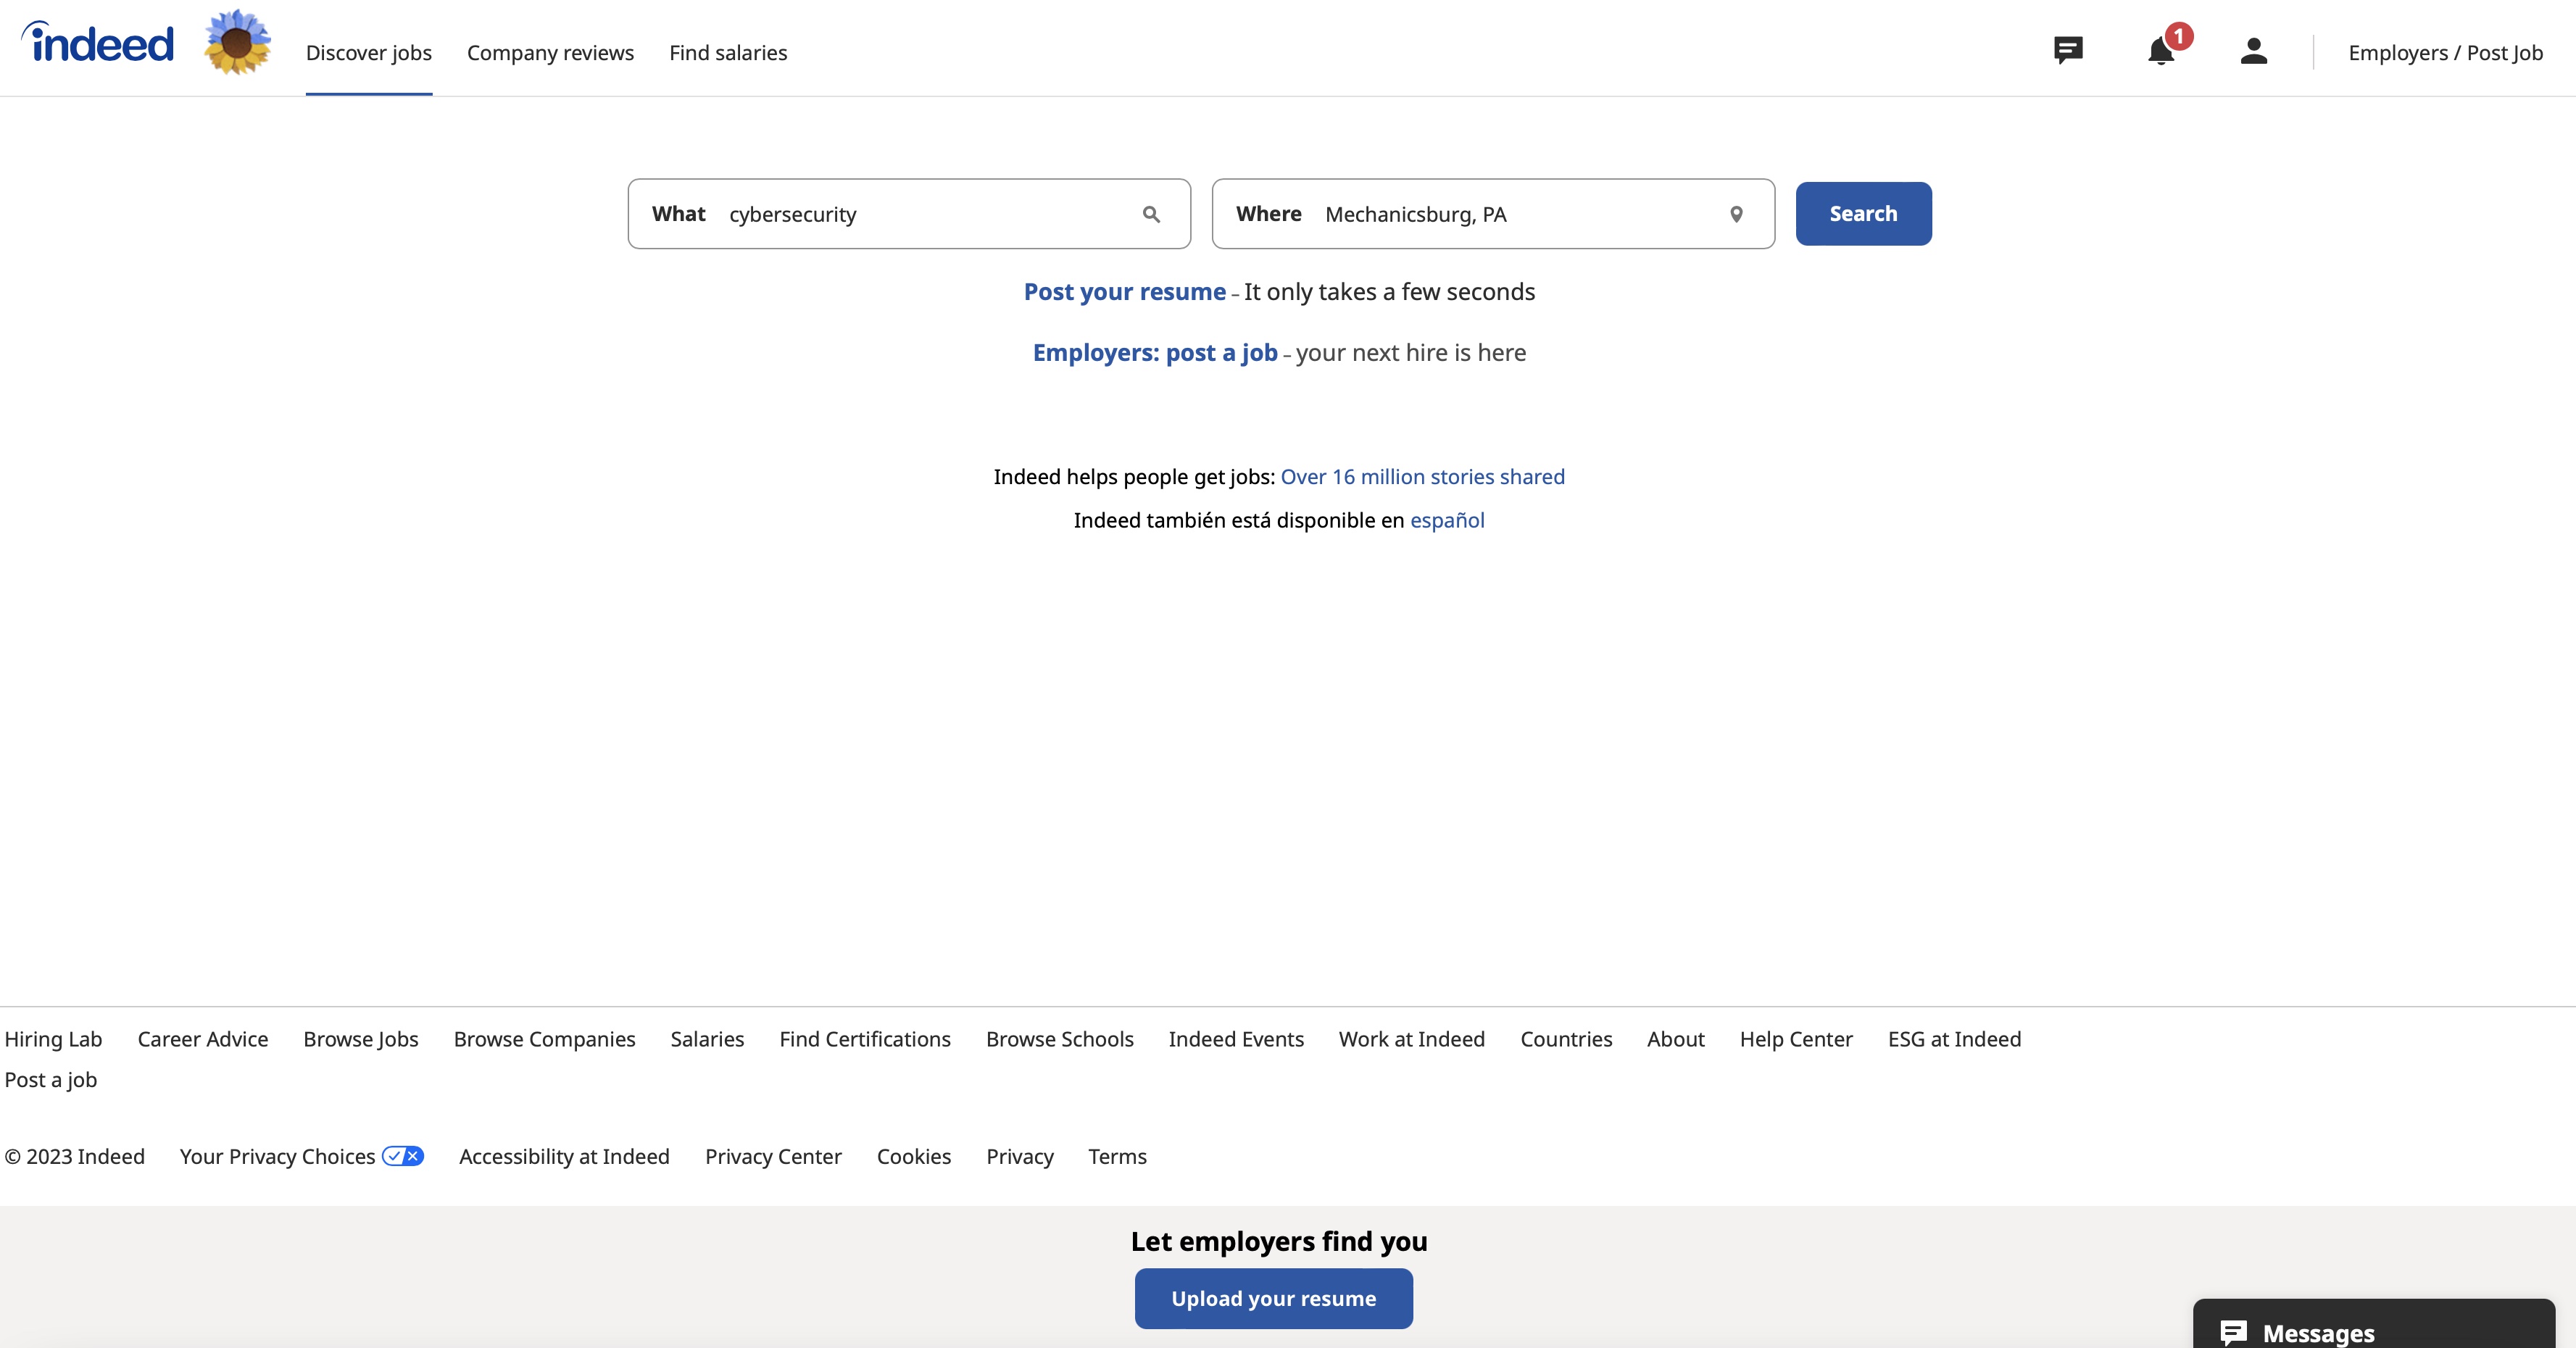 indeed Discover jobs Company reviews Find salaries 1 Employers / Post Job
What cybersecurity Where Mechanicsburg, PA Search
Post your resume – It only takes a few seconds
Employers: post a job – your next hire is here
Indeed helps people get jobs: Over 16 million stories shared
Indeed también está disponible en español
Hiring Lab Career Advice Browse Jobs Browse Companies Salaries Find Certifications Browse Schools Indeed Events Work at Indeed Countries About Help Center ESG at Indeed
Post a job
© 2023 Indeed Your Privacy Choices Accessibility at Indeed Privacy Center Cookies Privacy Terms
Let employers find you
Upload your resume
Messages